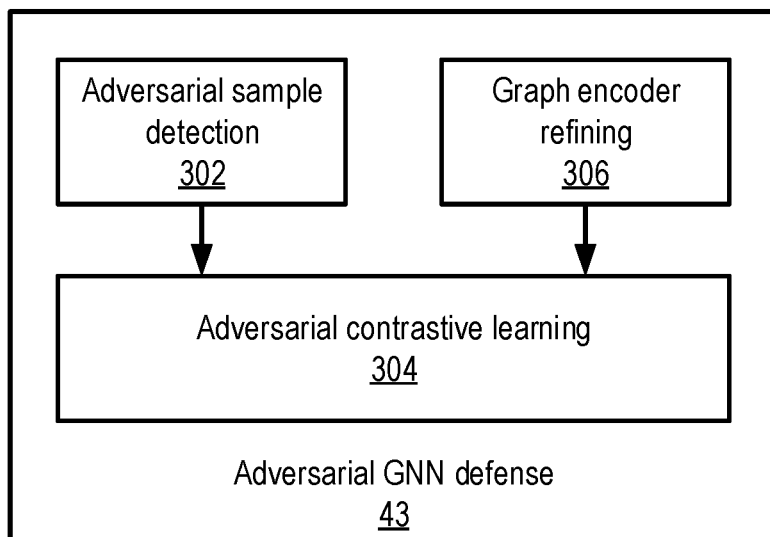 Adversarial sample
detection
302
Graph encoder
refining
306
Adversarial contrastive learning
304
Adversarial GNN defense
43